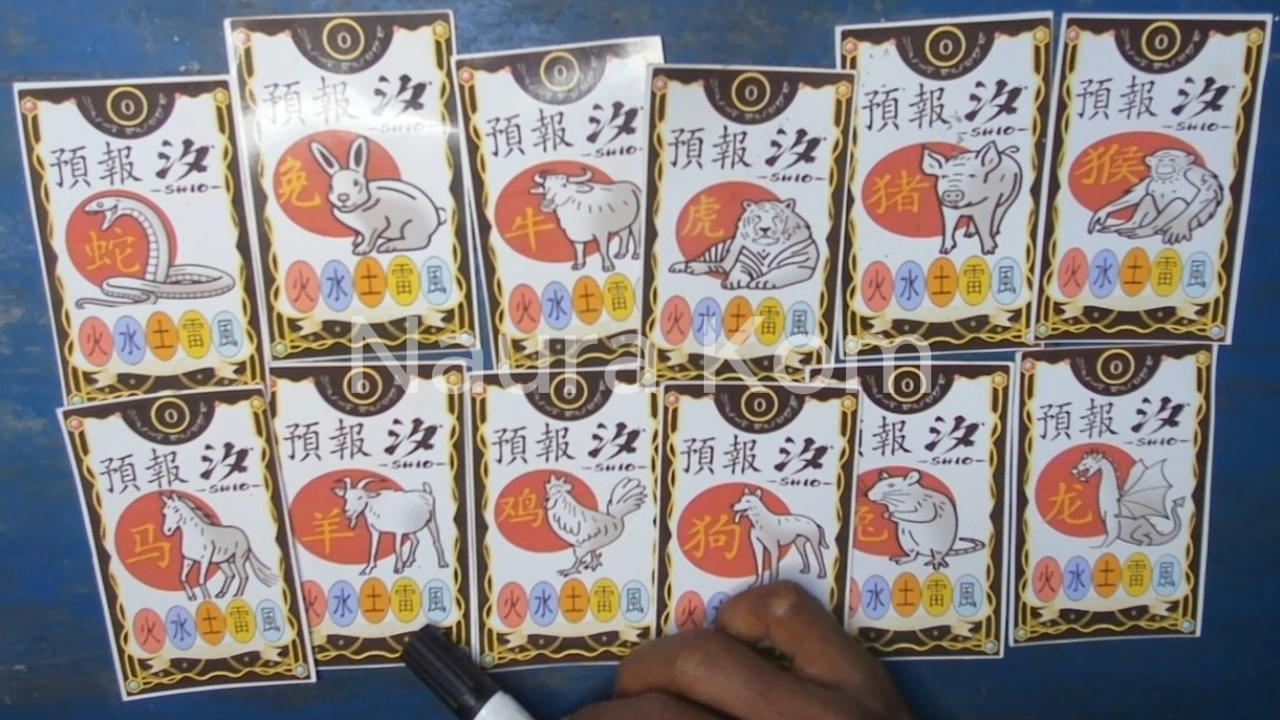 0
預報 汐
-SHIO-
蛇
火 水 土 雷 風
0
預報 汐
-SHIO-
兔
火 水 土 雷 風
0
預報 汐
-SHIO-
牛
火 水 土 雷
0
預報 汐
-SHIO-
虎
火 水 土 雷 風
0
預報 汐
-SHIO-
猪
火 水 土 雷 風
0
預報 汐
-SHIO-
猴
火 水 土 雷 風
Naura Kom
0
預報 汐
-SHIO-
马
火 水 土 雷 風
0
預報 汐
-SHIO-
羊
火 水 土 雷 風
0
預報 汐
-SHIO-
鸡
火 水 土 雷 風
0
預報 汐
-SHIO-
狗
火 水
0
報 汐
-SHIO-
兔
火 水 土 雷 風
0
預報 汐
-SHIO-
龙
火 水 土 雷 風